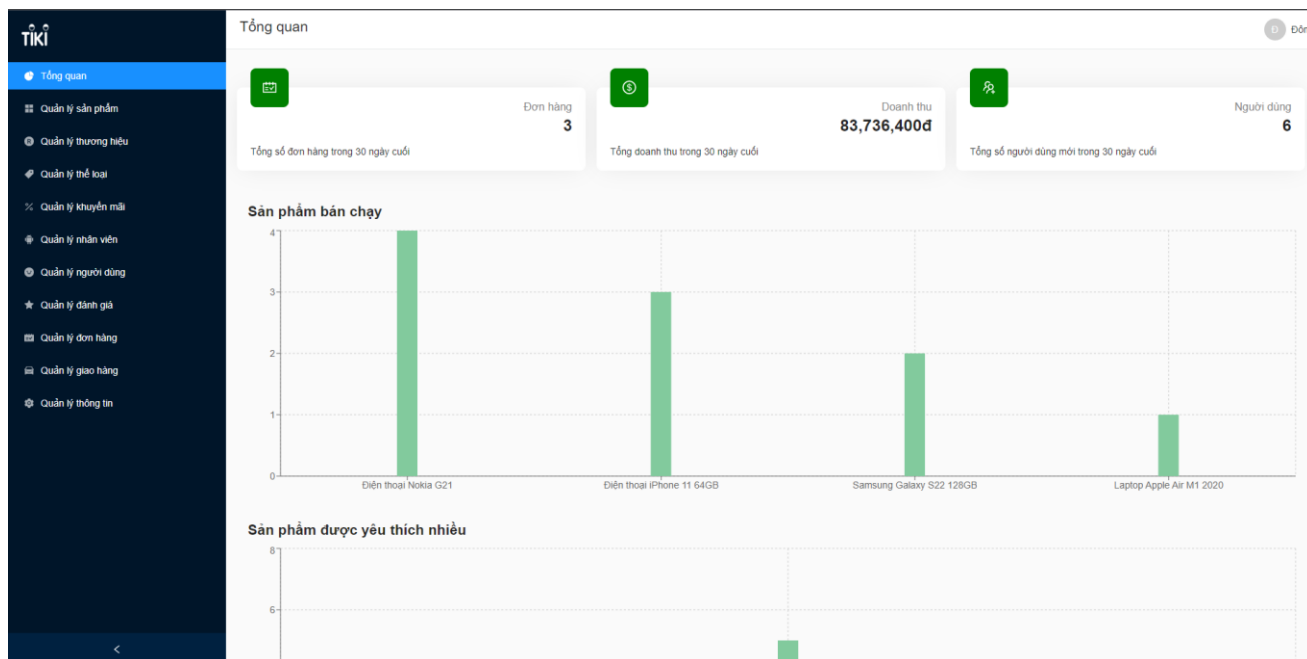 TIKI
Tổng quan
Quản lý sản phẩm
Quản lý thương hiệu
Quản lý thể loại
Quản lý khuyến mãi
Quản lý nhân viên
Quản lý người dùng
Quản lý đánh giá
Quản lý đơn hàng
Quản lý giao hàng
Quản lý thông tin
Tổng quan
Đ
Đơn hàng
3
Tổng số đơn hàng trong 30 ngày cuối
Doanh thu
83,736,400đ
Tổng doanh thu trong 30 ngày cuối
Người dùng
6
Tổng số người dùng mới trong 30 ngày cuối
Sản phẩm bán chạy
4
3
2
1
0
Điện thoại Nokia G21 Điện thoại iPhone 11 64GB Samsung Galaxy S22 128GB Laptop Apple Air M1 2020
Sản phẩm được yêu thích nhiều
8
6